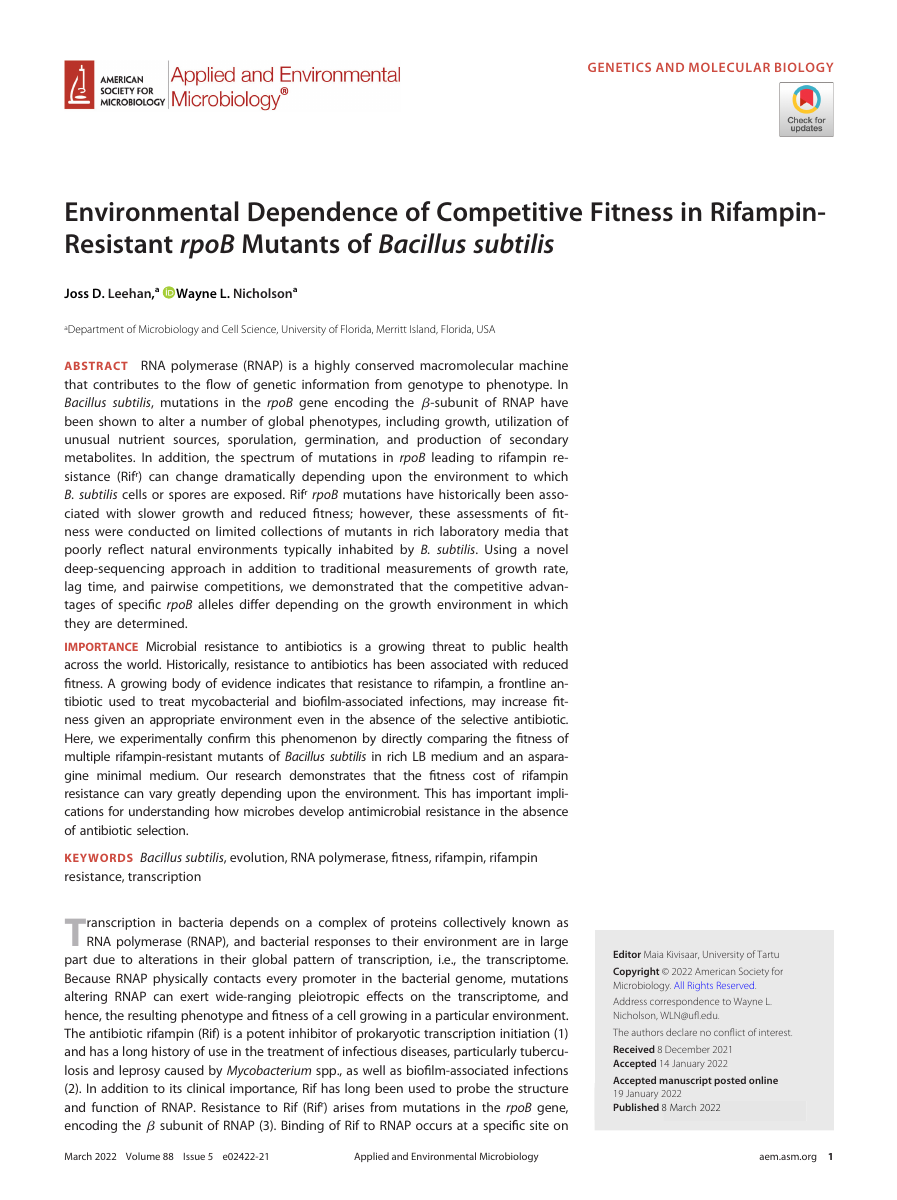 AMERICAN
SOCIETY FOR
MICROBIOLOGY
Applied and Environmental
Microbiology®
GENETICS AND MOLECULAR BIOLOGY
Check for
updates
Environmental Dependence of Competitive Fitness in Rifampin-
Resistant rpoB Mutants of Bacillus subtilis
Joss D. Leehan,ª iD Wayne L. Nicholsonª
ªDepartment of Microbiology and Cell Science, University of Florida, Merritt Island, Florida, USA
ABSTRACT RNA polymerase (RNAP) is a highly conserved macromolecular machine
that contributes to the flow of genetic information from genotype to phenotype. In
Bacillus subtilis, mutations in the rpoB gene encoding the β-subunit of RNAP have
been shown to alter a number of global phenotypes, including growth, utilization of
unusual nutrient sources, sporulation, germination, and production of secondary
metabolites. In addition, the spectrum of mutations in rpoB leading to rifampin re-
sistance (Rifʳ) can change dramatically depending upon the environment to which
B. subtilis cells or spores are exposed. Rifʳ rpoB mutations have historically been asso-
ciated with slower growth and reduced fitness; however, these assessments of fit-
ness were conducted on limited collections of mutants in rich laboratory media that
poorly reflect natural environments typically inhabited by B. subtilis. Using a novel
deep-sequencing approach in addition to traditional measurements of growth rate,
lag time, and pairwise competitions, we demonstrated that the competitive advan-
tages of specific rpoB alleles differ depending on the growth environment in which
they are determined.
IMPORTANCE Microbial resistance to antibiotics is a growing threat to public health
across the world. Historically, resistance to antibiotics has been associated with reduced
fitness. A growing body of evidence indicates that resistance to rifampin, a frontline an-
tibiotic used to treat mycobacterial and biofilm-associated infections, may increase fit-
ness given an appropriate environment even in the absence of the selective antibiotic.
Here, we experimentally confirm this phenomenon by directly comparing the fitness of
multiple rifampin-resistant mutants of Bacillus subtilis in rich LB medium and an aspara-
gine minimal medium. Our research demonstrates that the fitness cost of rifampin
resistance can vary greatly depending upon the environment. This has important impli-
cations for understanding how microbes develop antimicrobial resistance in the absence
of antibiotic selection.
KEYWORDS Bacillus subtilis, evolution, RNA polymerase, fitness, rifampin, rifampin
resistance, transcription
Transcription in bacteria depends on a complex of proteins collectively known as
RNA polymerase (RNAP), and bacterial responses to their environment are in large
part due to alterations in their global pattern of transcription, i.e., the transcriptome.
Because RNAP physically contacts every promoter in the bacterial genome, mutations
altering RNAP can exert wide-ranging pleiotropic effects on the transcriptome, and
hence, the resulting phenotype and fitness of a cell growing in a particular environment.
The antibiotic rifampin (Rif) is a potent inhibitor of prokaryotic transcription initiation (1)
and has a long history of use in the treatment of infectious diseases, particularly tubercu-
losis and leprosy caused by Mycobacterium spp., as well as biofilm-associated infections
(2). In addition to its clinical importance, Rif has long been used to probe the structure
and function of RNAP. Resistance to Rif (Rifʳ) arises from mutations in the rpoB gene,
encoding the β subunit of RNAP (3). Binding of Rif to RNAP occurs at a specific site on
Editor Maia Kivisaar, University of Tartu
Copyright © 2022 American Society for
Microbiology. All Rights Reserved.
Address correspondence to Wayne L.
Nicholson, WLN@ufl.edu.
The authors declare no conflict of interest.
Received 8 December 2021
Accepted 14 January 2022
Accepted manuscript posted online
19 January 2022
Published 8 March 2022
March 2022 Volume 88 Issue 5 e02422-21
Applied and Environmental Microbiology
aem.asm.org 1